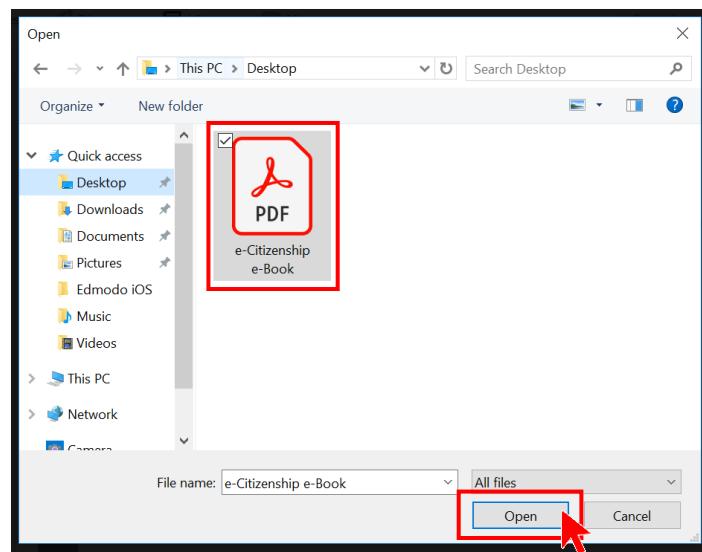 Open
This PC > Desktop
Search Desktop
Organize
New folder
?
Quick access
Desktop
Downloads
Documents
Pictures
Edmodo iOS
Music
Videos
This PC
Network
Camera
PDF
e-Citizenship
e-Book
File name: e-Citizenship e-Book
All files
Open
Cancel